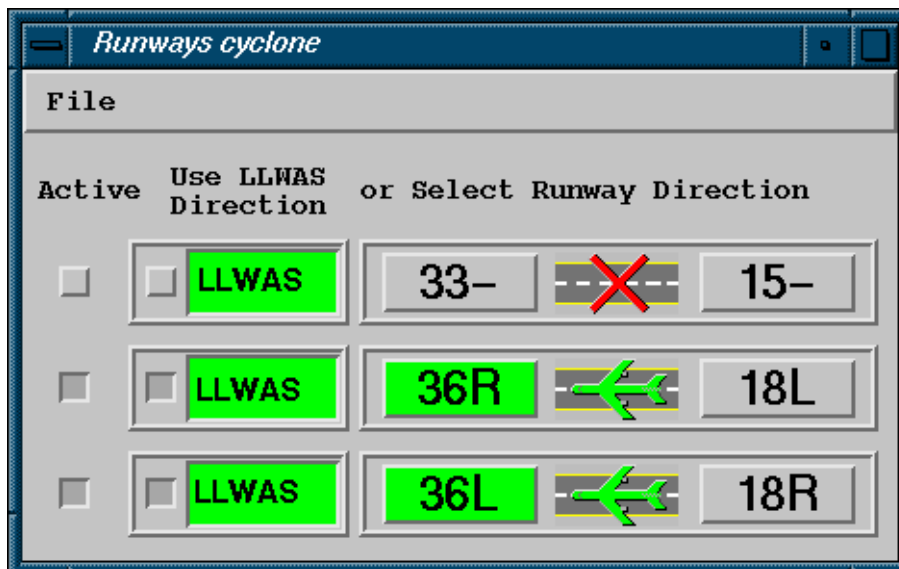 Runways cyclone
File
Active Use LLWAS Direction or Select Runway Direction
LLWAS 33- 15-
LLWAS 36R 18L
LLWAS 36L 18R